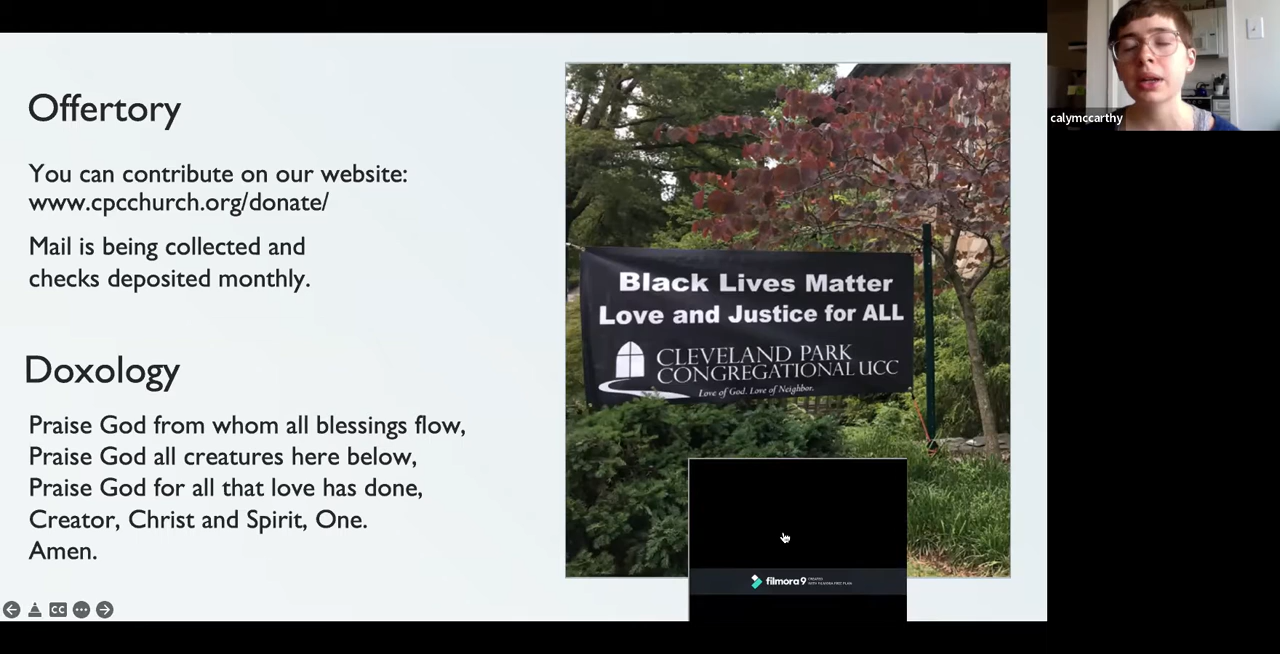 Offertory
You can contribute on our website:
www.cpcchurch.org/donate/
Mail is being collected and
checks deposited monthly.
Doxology
Praise God from whom all blessings flow,
Praise God all creatures here below,
Praise God for all that love has done,
Creator, Christ and Spirit, One.
Amen.
Black Lives Matter
Love and Justice for ALL
CLEVELAND PARK
CONGREGATIONAL UCC
Love of God. Love of Neighbor.
filmora 9
CC
calymccarthy